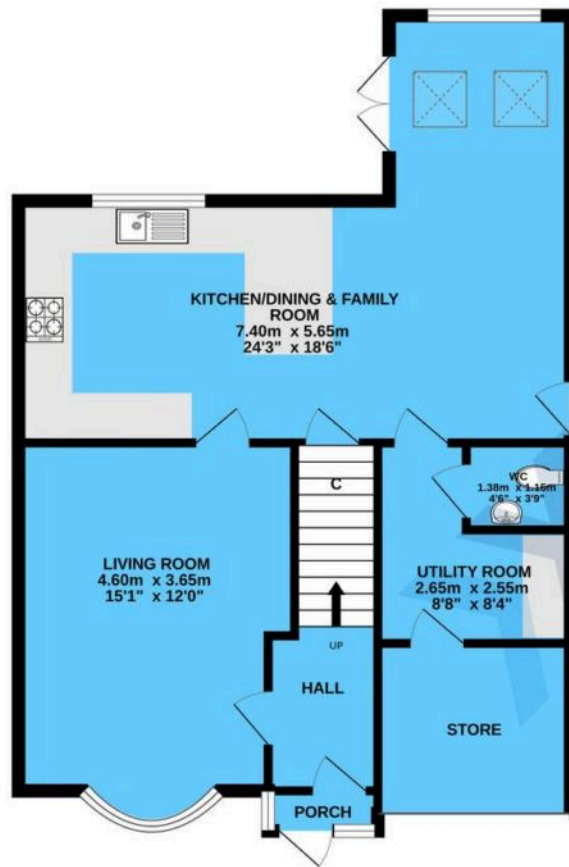 KITCHEN/DINING & FAMILY
ROOM
7.40m x 5.65m
24'3" x 18'6"
C
WC
1.38m x 1.15m
4'6" x 3'9"
LIVING ROOM
4.60m x 3.65m
15'1" x 12'0"
UTILITY ROOM
2.65m x 2.55m
8'8" x 8'4"
UP
HALL
STORE
PORCH